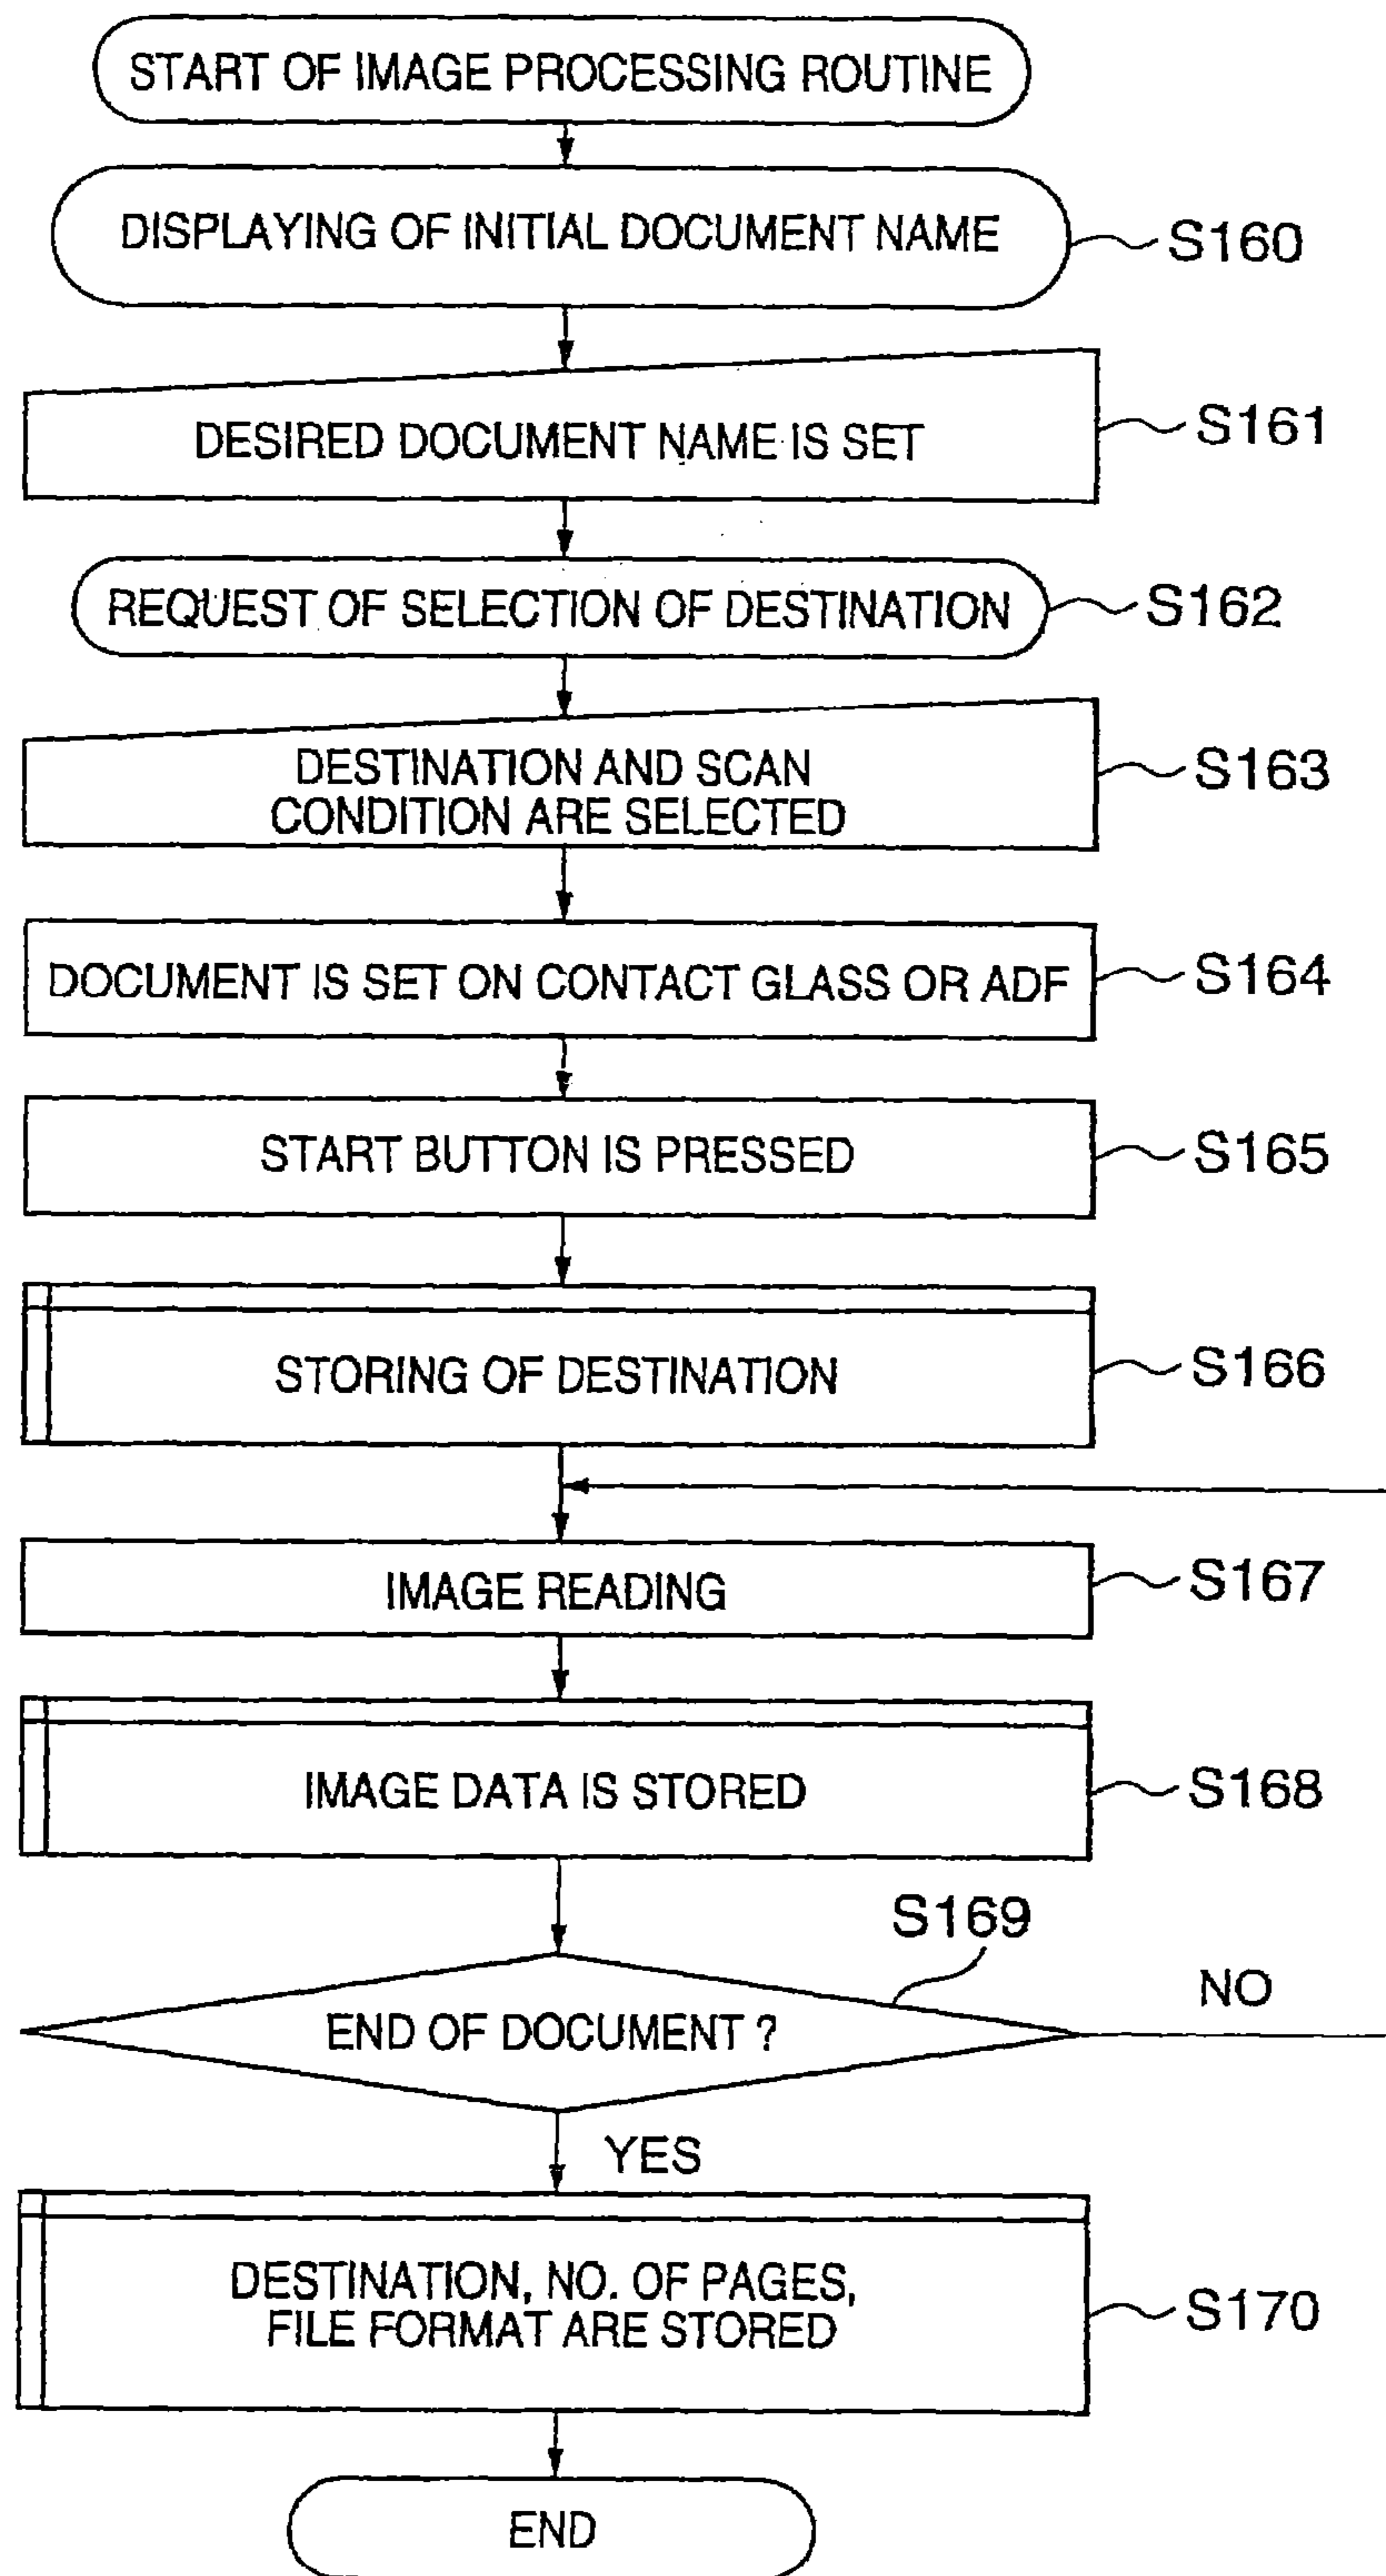 START OF IMAGE PROCESSING ROUTINE
DISPLAYING OF INITIAL DOCUMENT NAME
S160
DESIRED DOCUMENT NAME IS SET
S161
REQUEST OF SELECTION OF DESTINATION
S162
DESTINATION AND SCAN
CONDITION ARE SELECTED
S163
DOCUMENT IS SET ON CONTACT GLASS OR ADF
S164
START BUTTON IS PRESSED
S165
STORING OF DESTINATION
S166
IMAGE READING
S167
IMAGE DATA IS STORED
S168
S169
END OF DOCUMENT ?
NO
YES
DESTINATION, NO. OF PAGES,
FILE FORMAT ARE STORED
S170
END